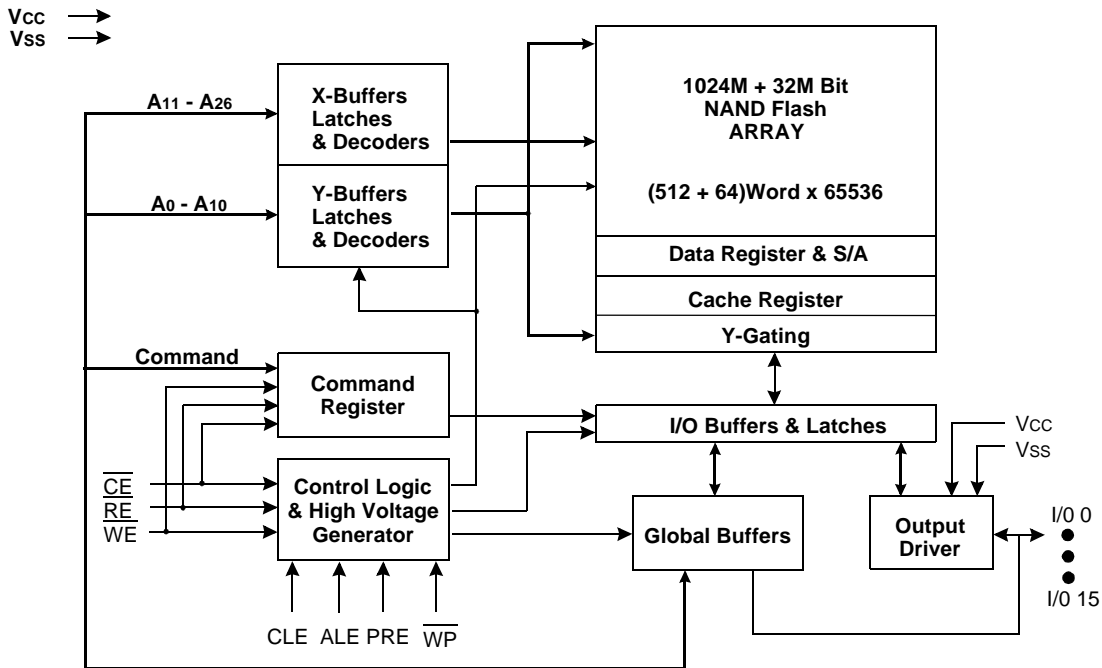 VCC
VSS
A11 - A26
X-Buffers
Latches
& Decoders
A0 - A10
Y-Buffers
Latches
& Decoders
1024M + 32M Bit
NAND Flash
ARRAY
(512 + 64)Word x 65536
Data Register & S/A
Cache Register
Y-Gating
Command
Command
Register
I/O Buffers & Latches
VCC
VSS
CE
RE
WE
Control Logic
& High Voltage
Generator
Global Buffers
Output
Driver
I/0 0
I/0 15
CLE
ALE
PRE
WP